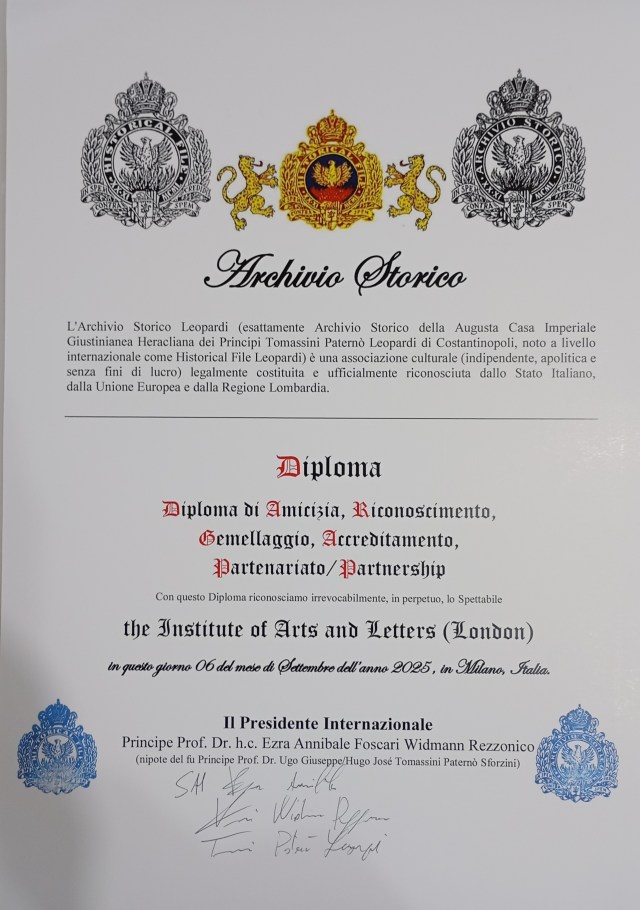 HISTORICAL FILE
HISTORICAL FILE
ARCHIVIO STORICO
CONTRA SPEM
SPEM
Archivio Storico
L'Archivio Storico Leopardi (esattamente Archivio Storico della Augusta Casa Imperiale
Giustinianea Heracliana dei Principi Tomassini Paternò Leopardi di Costantinopoli, noto a livello
internazionale come Historical File Leopardi) è una associazione culturale (indipendente, apolitica e
senza fini di lucro) legalmente costituita e ufficialmente riconosciuta dallo Stato Italiano,
dalla Unione Europea e dalla Regione Lombardia.
Diploma
Diploma di Amicizia, Riconoscimento,
Gemellaggio, Accreditamento,
Partenariato/Partnership
Con questo Diploma riconosciamo irrevocabilmente, in perpetuo, lo Spettabile
the Institute of Arts and Letters (London)
in questo giorno 06 del mese di Settembre dell'anno 2025, in Milano, Italia.
Il Presidente Internazionale
Principe Prof. Dr. h.c. Ezra Annibale Foscari Widmann Rezzonico
(nipote del fu Principe Prof. Dr. Ugo Giuseppe/Hugo José Tomassini Paternò Sforzini)